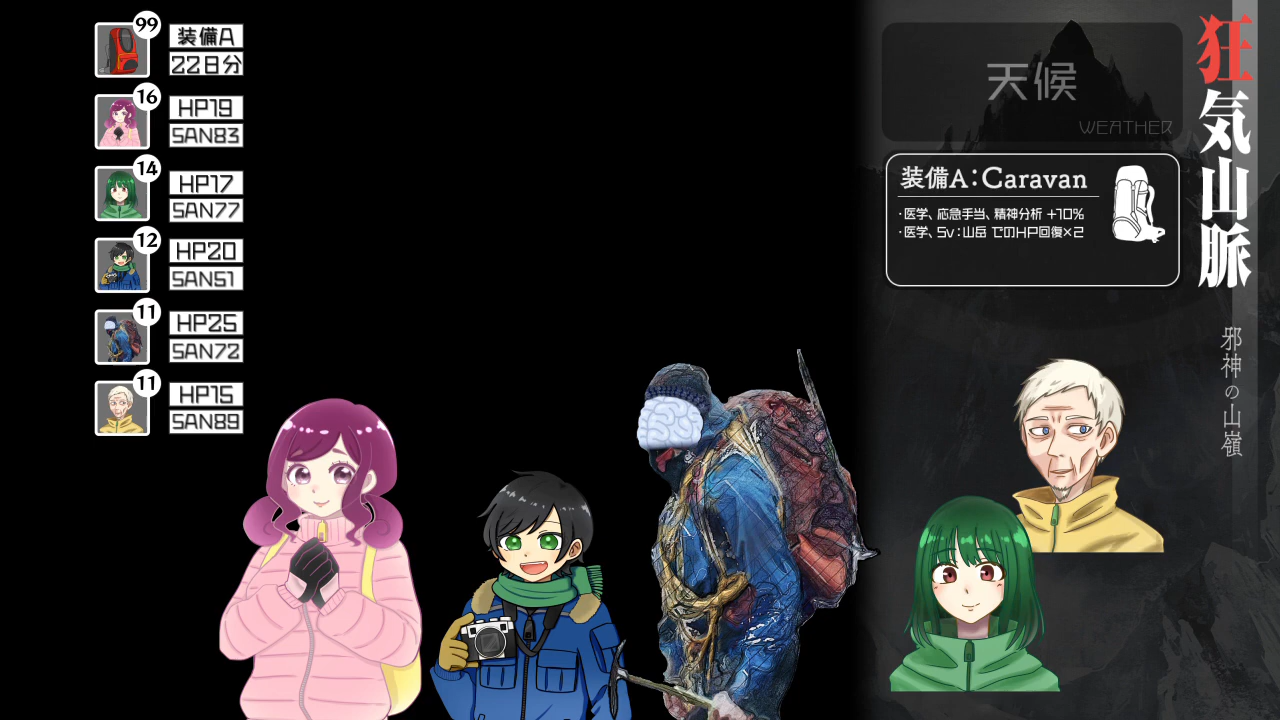 99
装備A
22日分
16
HP19
SAN83
14
HP17
SAN77
12
HP20
SAN51
11
HP25
SAN72
11
HP15
SAN89
天候
WEATHER
装備A:Caravan
・医学、応急手当、精神分析 +10%
・医学、Sv:山岳 でのHP回復×2
狂気山脈
邪神の山嶺